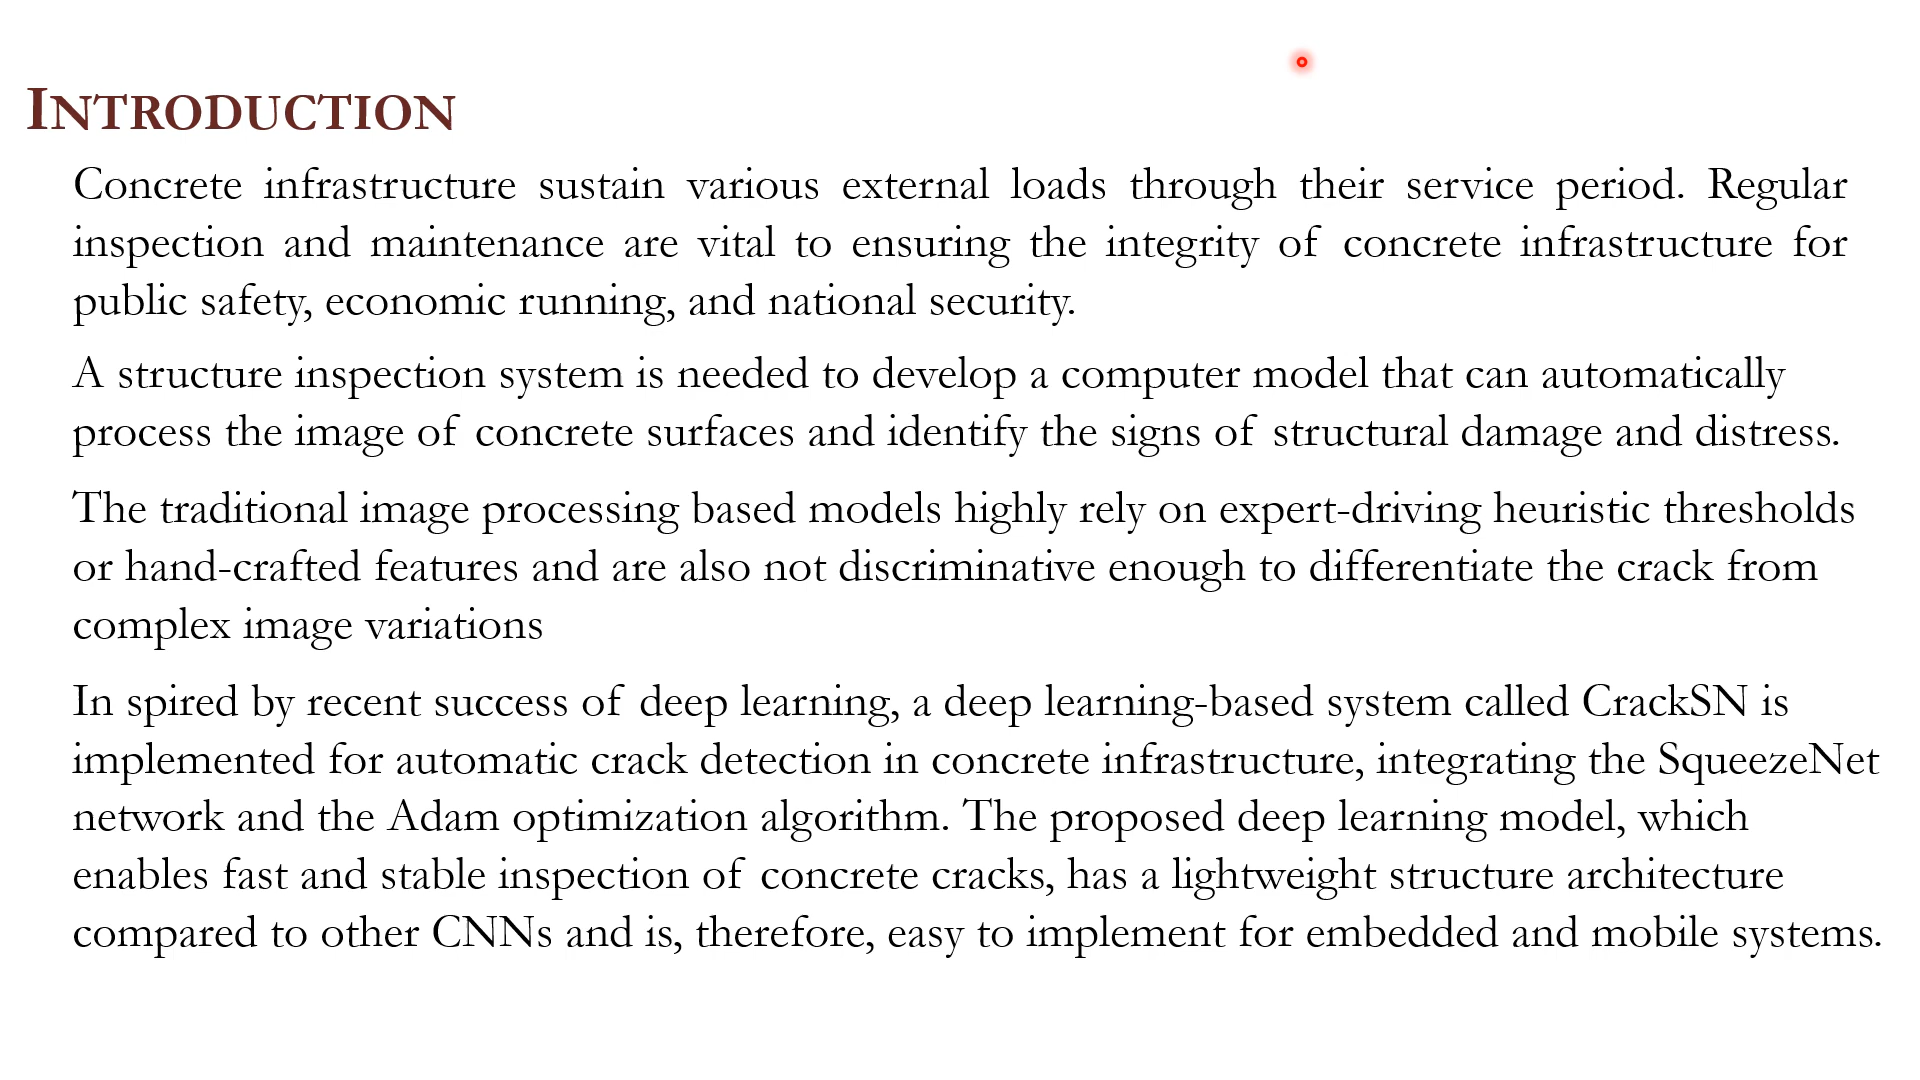 INTRODUCTION
Concrete infrastructure sustain various external loads through their service period. Regular
inspection and maintenance are vital to ensuring the integrity of concrete infrastructure for
public safety, economic running, and national security.
A structure inspection system is needed to develop a computer model that can automatically
process the image of concrete surfaces and identify the signs of structural damage and distress.
The traditional image processing based models highly rely on expert-driving heuristic thresholds
or hand-crafted features and are also not discriminative enough to differentiate the crack from
complex image variations
In spired by recent success of deep learning, a deep learning-based system called CrackSN is
implemented for automatic crack detection in concrete infrastructure, integrating the SqueezeNet
network and the Adam optimization algorithm. The proposed deep learning model, which
enables fast and stable inspection of concrete cracks, has a lightweight structure architecture
compared to other CNNs and is, therefore, easy to implement for embedded and mobile systems.